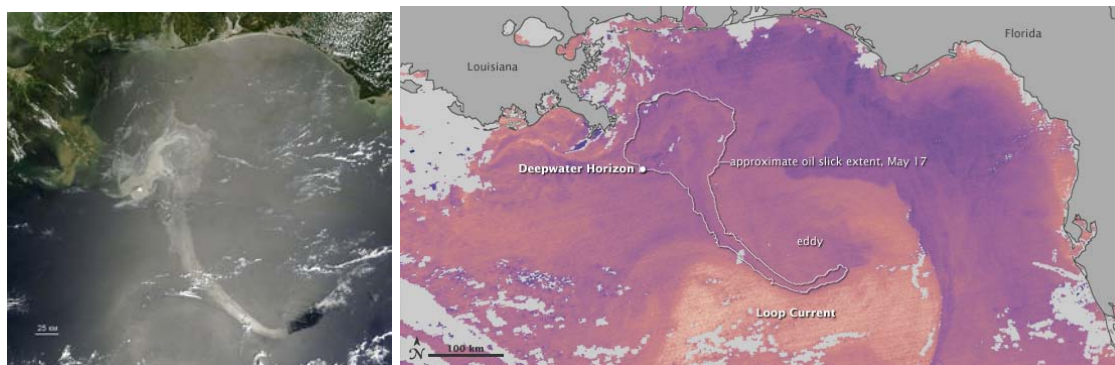 25 KM
Louisiana
Florida
Deepwater Horizon
approximate oil slick extent, May 17
eddy
Loop Current
N
100 km